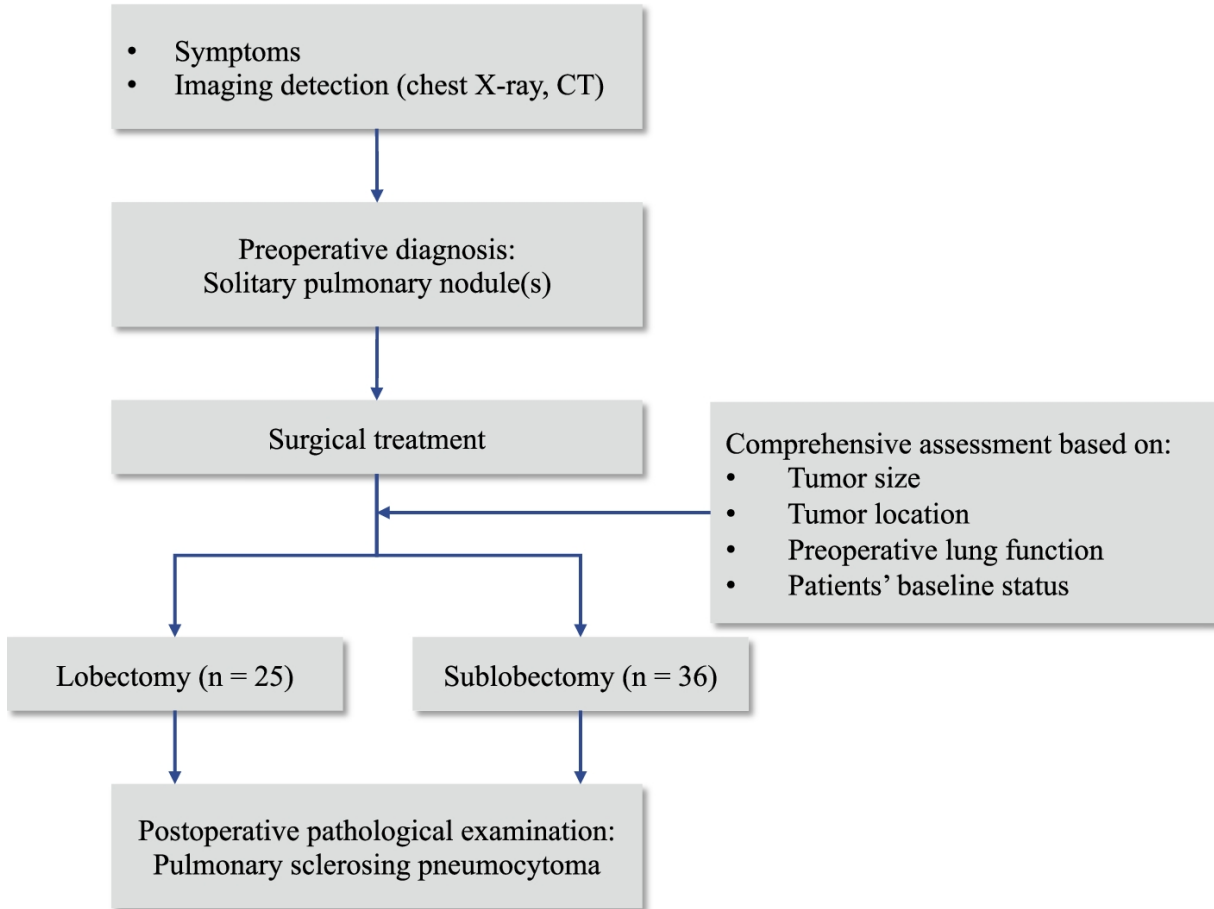 • Symptoms
• Imaging detection (chest X-ray, CT)
Preoperative diagnosis:
Solitary pulmonary nodule(s)
Surgical treatment
Comprehensive assessment based on:
• Tumor size
• Tumor location
• Preoperative lung function
• Patients’ baseline status
Lobectomy (n = 25)
Sublobectomy (n = 36)
Postoperative pathological examination:
Pulmonary sclerosing pneumocytoma